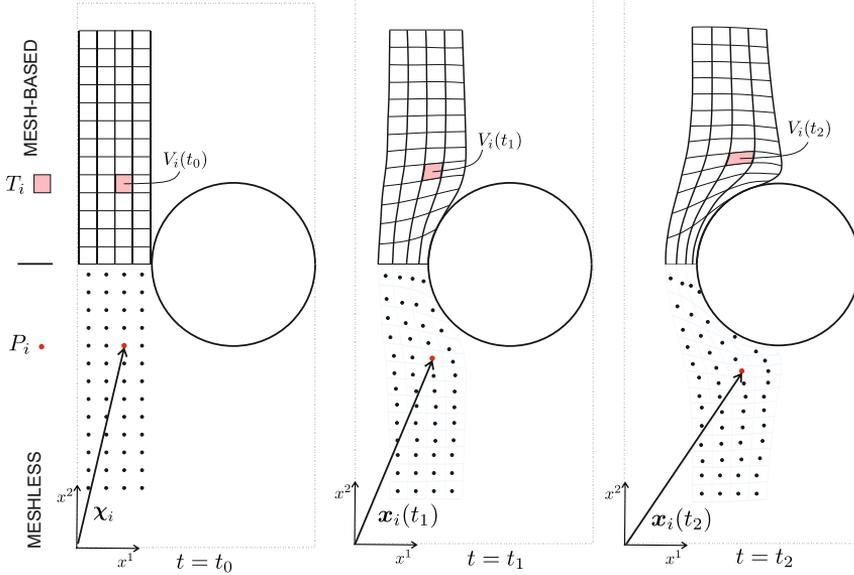 MESH-BASED
T_i
V_i(t_0)
V_i(t_1)
V_i(t_2)
P_i
MESHLESS
x^2
χ_i
x^1
t = t_0
x^2
x_i(t_1)
x^1
t = t_1
x^2
x_i(t_2)
x^1
t = t_2